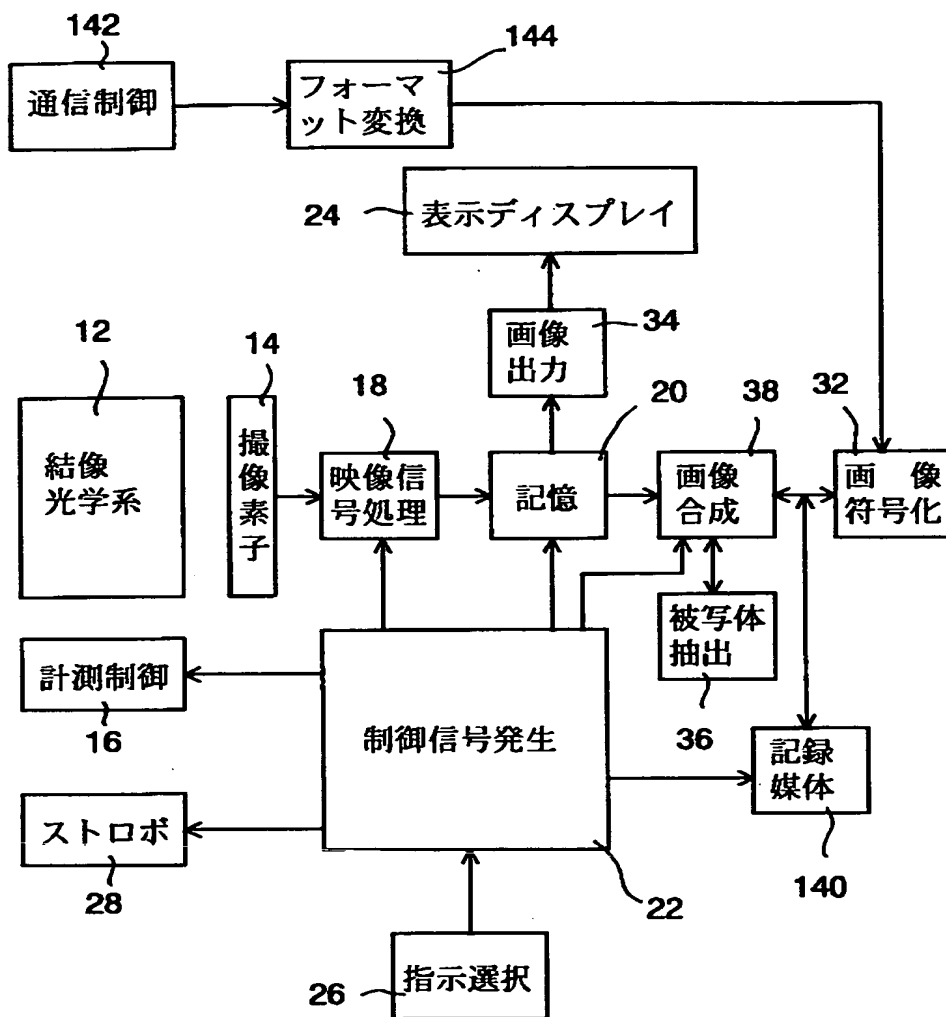 142
通信制御
144
フォーマ
ット変換
24
表示ディスプレイ
34
画像
出力
12
結像
光学系
14
撮
像
素
子
18
映像信
号処理
20
記憶
38
画像
合成
32
画 像
符号化
被写体
抽出
36
計測制御
16
制御信号発生
22
記録
媒体
140
ストロボ
28
26
指示選択